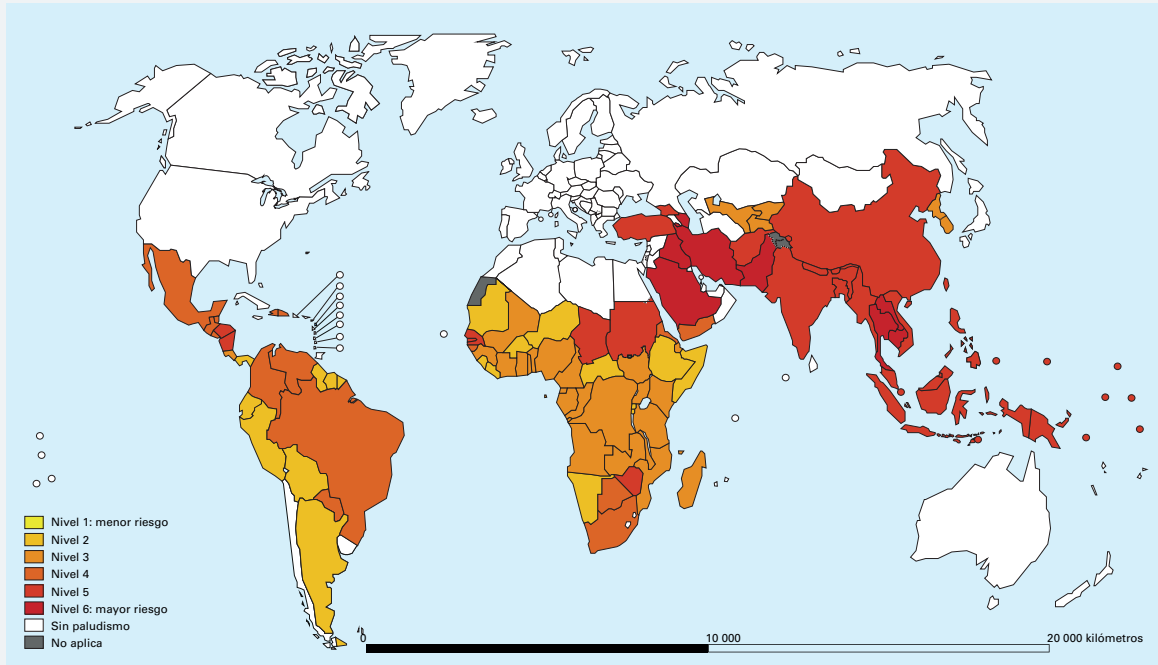 Nivel 1: menor riesgo
Nivel 2
Nivel 3
Nivel 4
Nivel 5
Nivel 6: mayor riesgo
Sin paludismo
No aplica
0 10 000 20 000 kilómetros